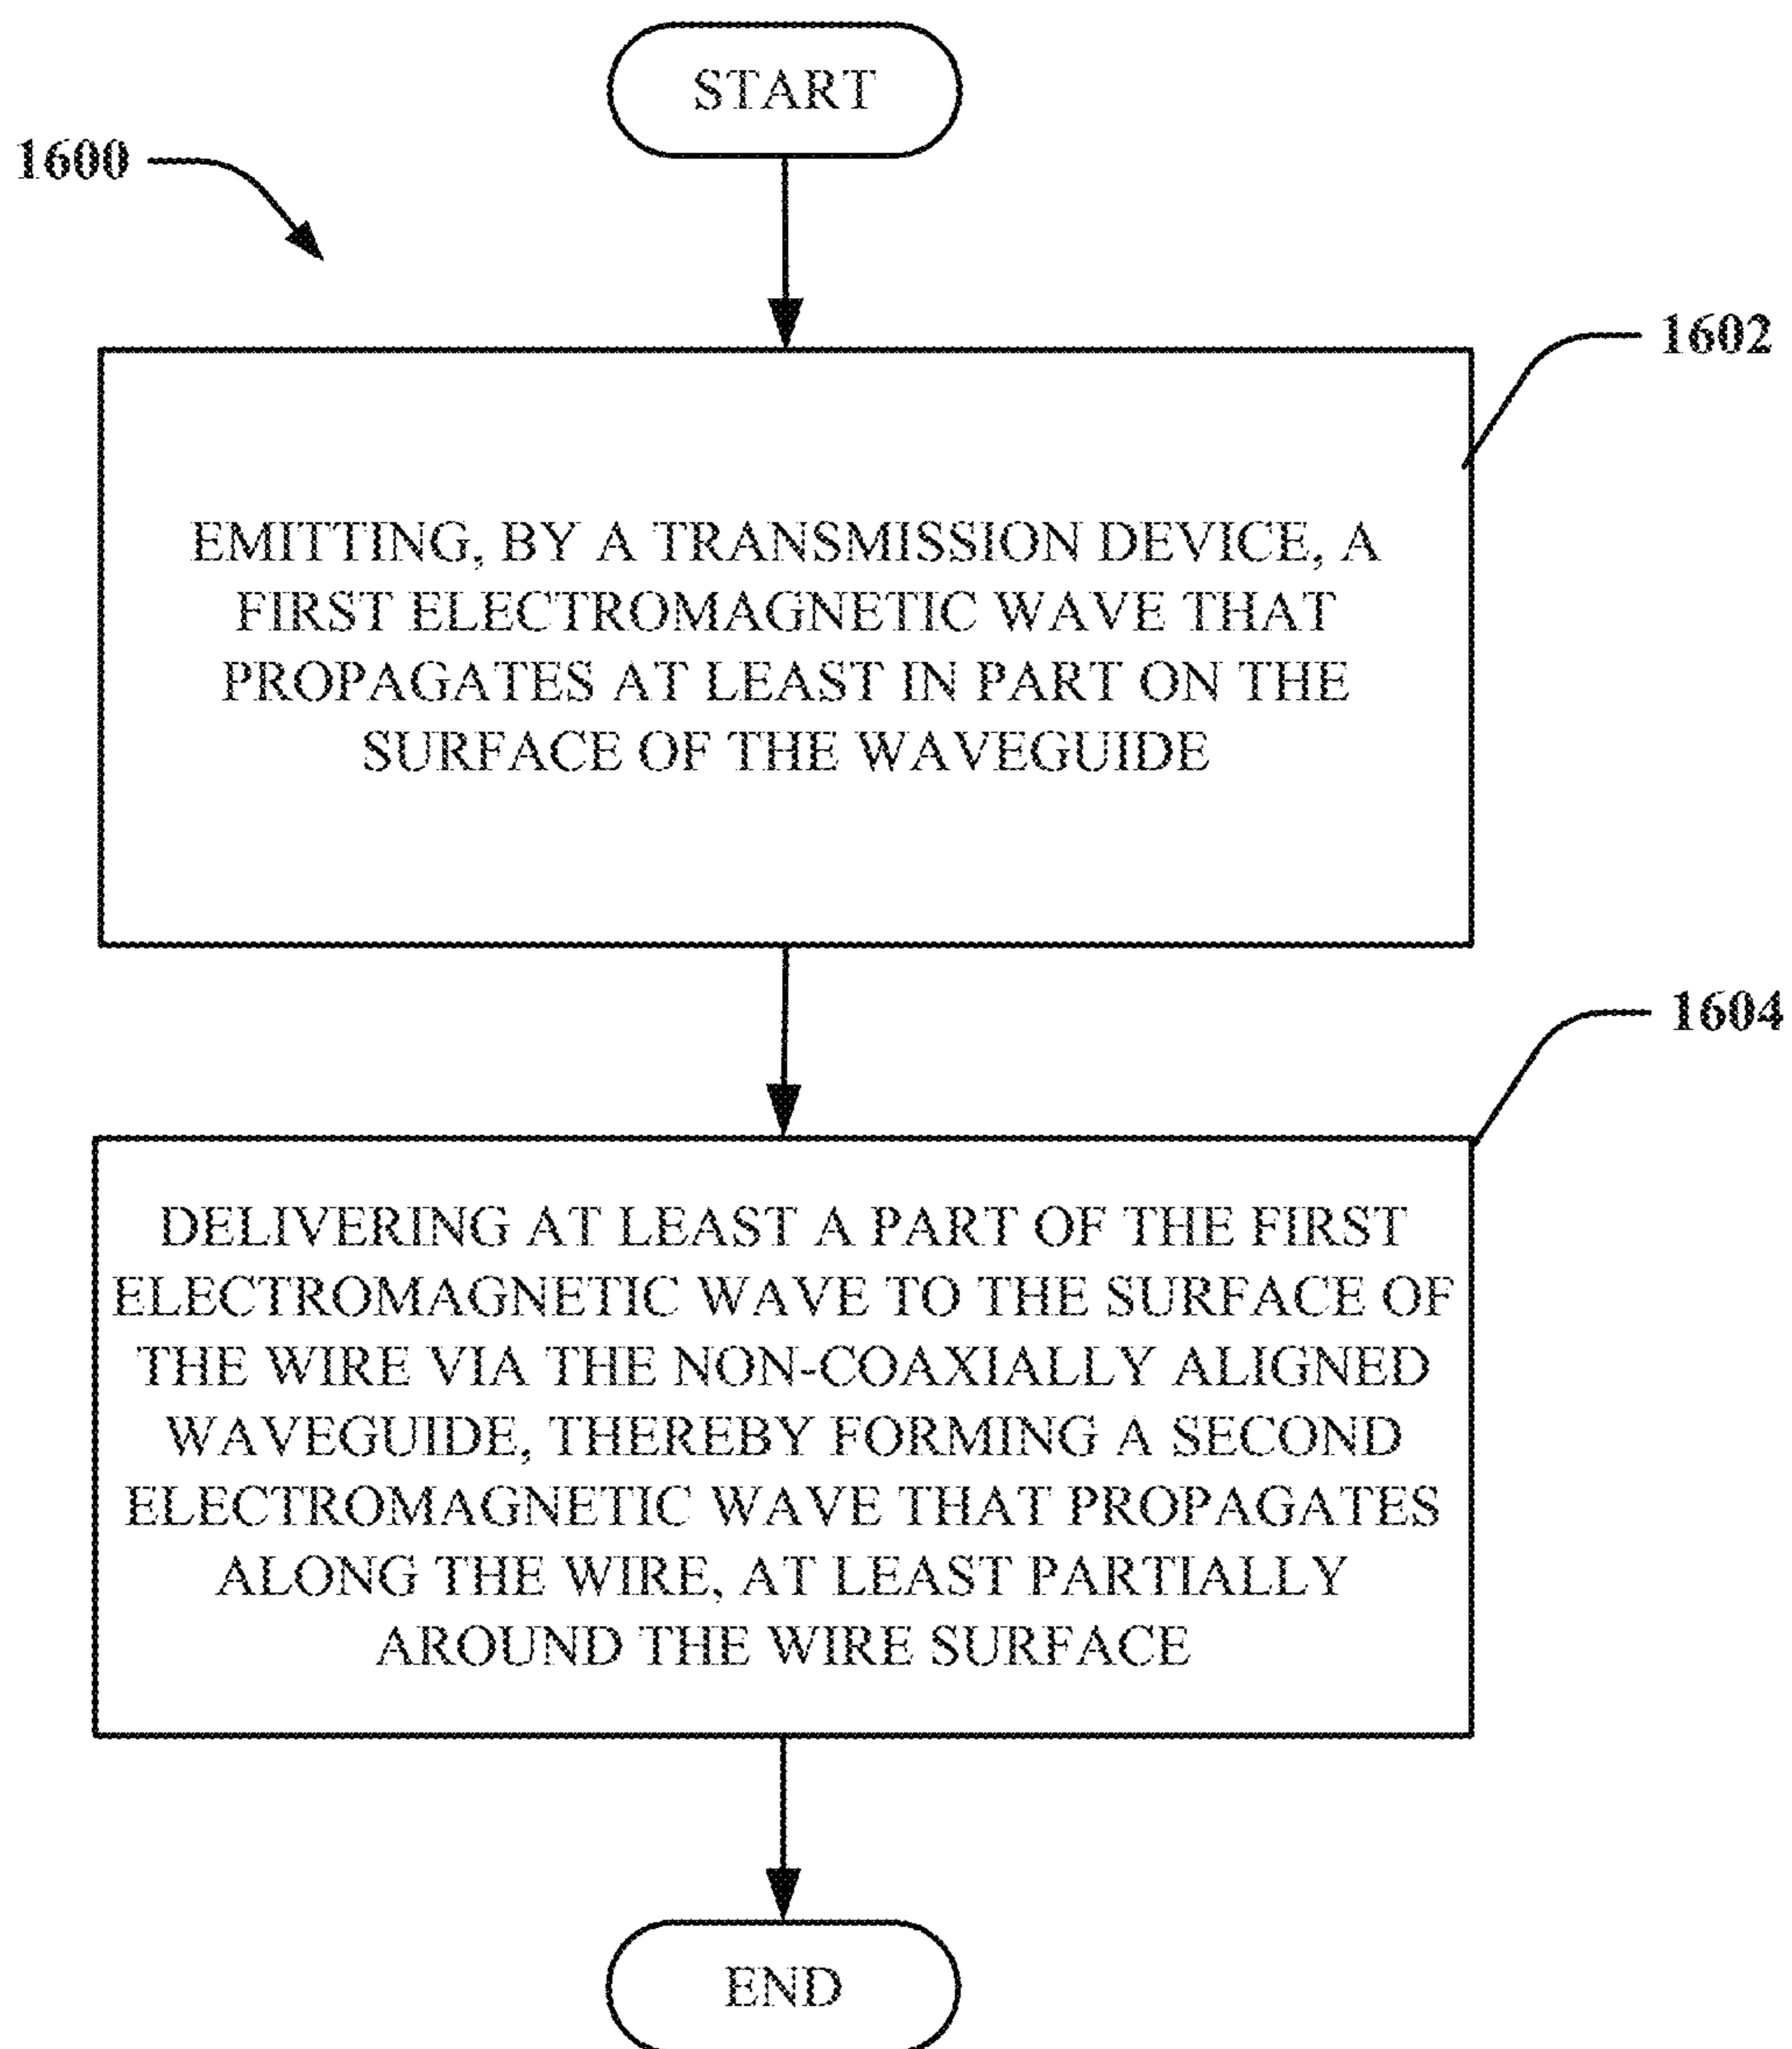 START
1600
1602
EMITTING, BY A TRANSMISSION DEVICE, A
FIRST ELECTROMAGNETIC WAVE THAT
PROPAGATES AT LEAST IN PART ON THE
SURFACE OF THE WAVEGUIDE
1604
DELIVERING AT LEAST A PART OF THE FIRST
ELECTROMAGNETIC WAVE TO THE SURFACE OF
THE WIRE VIA THE NON-COAXIALLY ALIGNED
WAVEGUIDE, THEREBY FORMING A SECOND
ELECTROMAGNETIC WAVE THAT PROPAGATES
ALONG THE WIRE, AT LEAST PARTIALLY
AROUND THE WIRE SURFACE
END